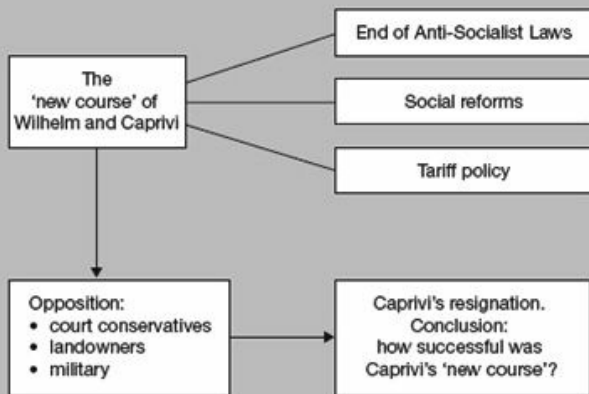 The
'new course' of
Wilhelm and Caprivi
End of Anti-Socialist Laws
Social reforms
Tariff policy
Opposition:
• court conservatives
• landowners
• military
Caprivi's resignation.
Conclusion:
how successful was
Caprivi's 'new course'?